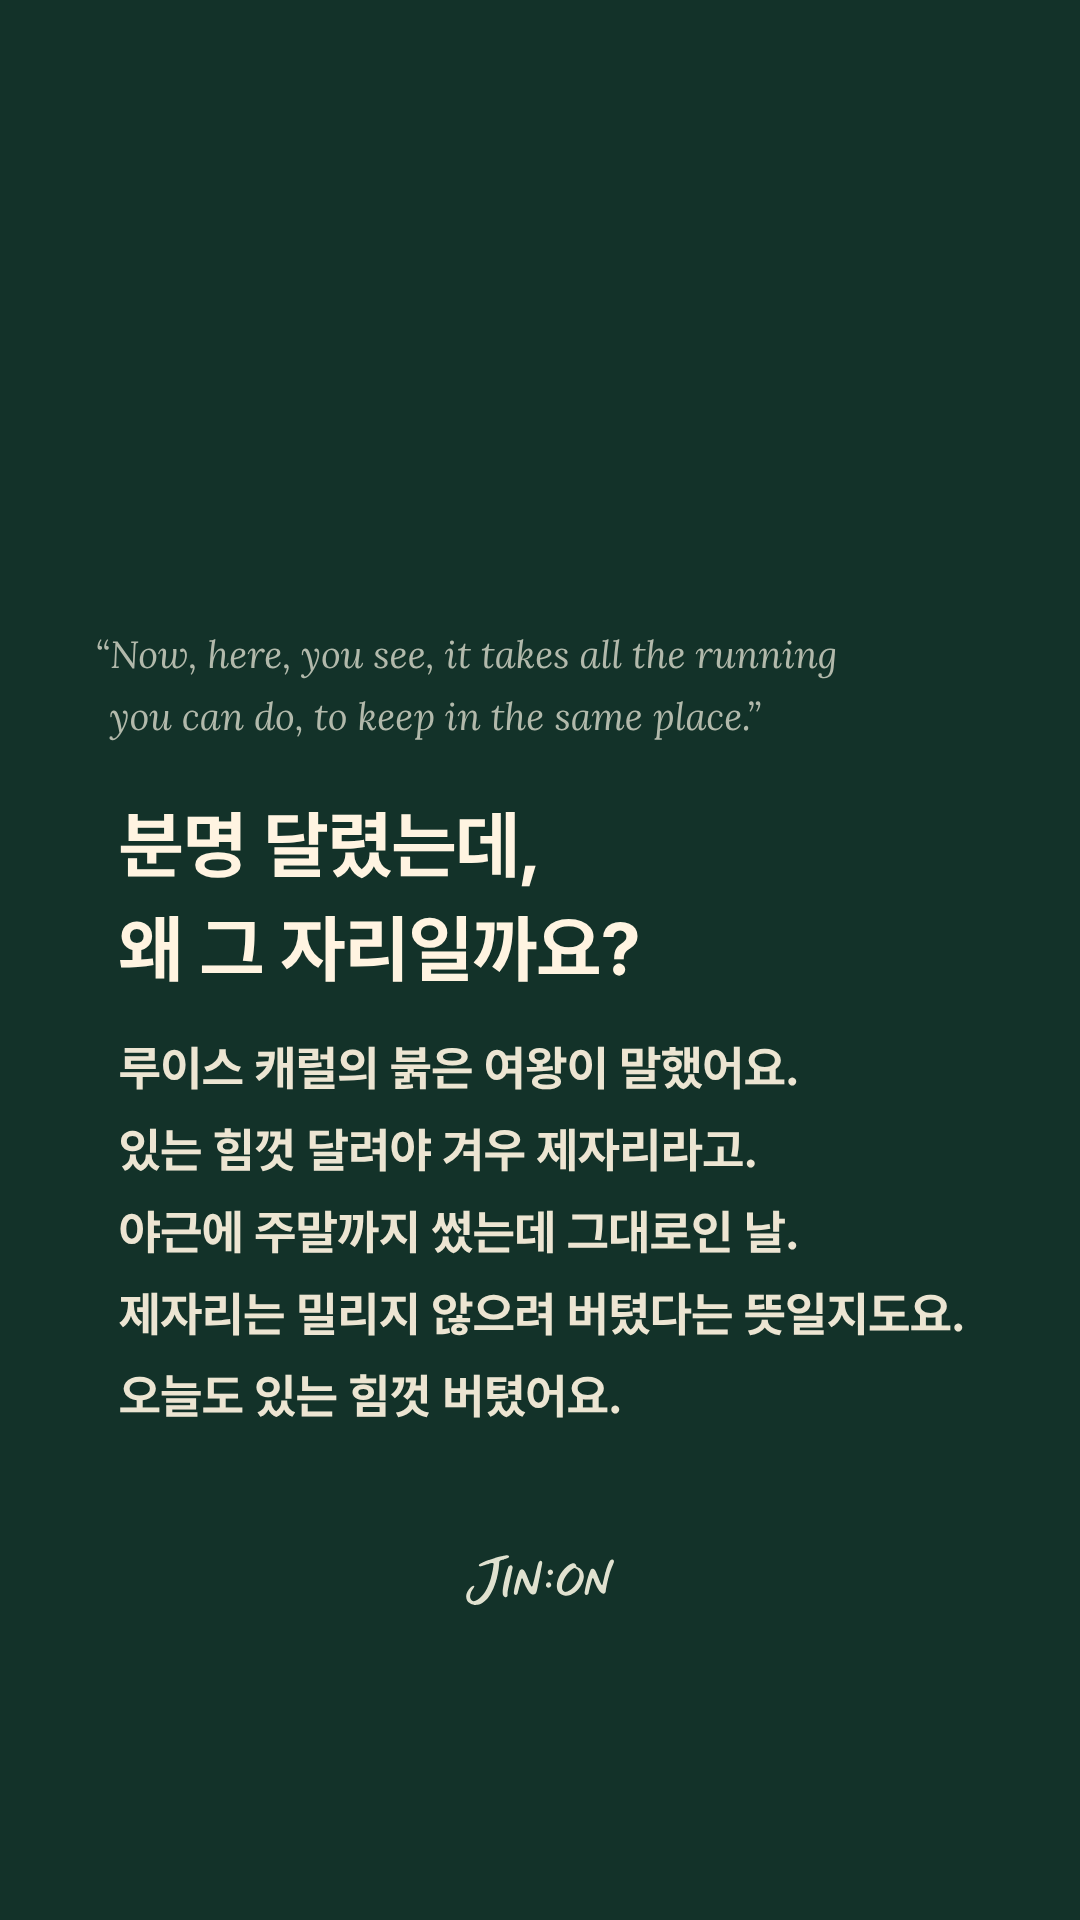 “Now, here, you see, it takes all the running
you can do, to keep in the same place.”
분명 달렸는데,
왜 그 자리일까요?
루이스 캐럴의 붉은 여왕이 말했어요.
있는 힘껏 달려야 겨우 제자리라고.
야근에 주말까지 썼는데 그대로인 날.
제자리는 밀리지 않으려 버텼다는 뜻일지도요.
오늘도 있는 힘껏 버텼어요.
JIN:ON